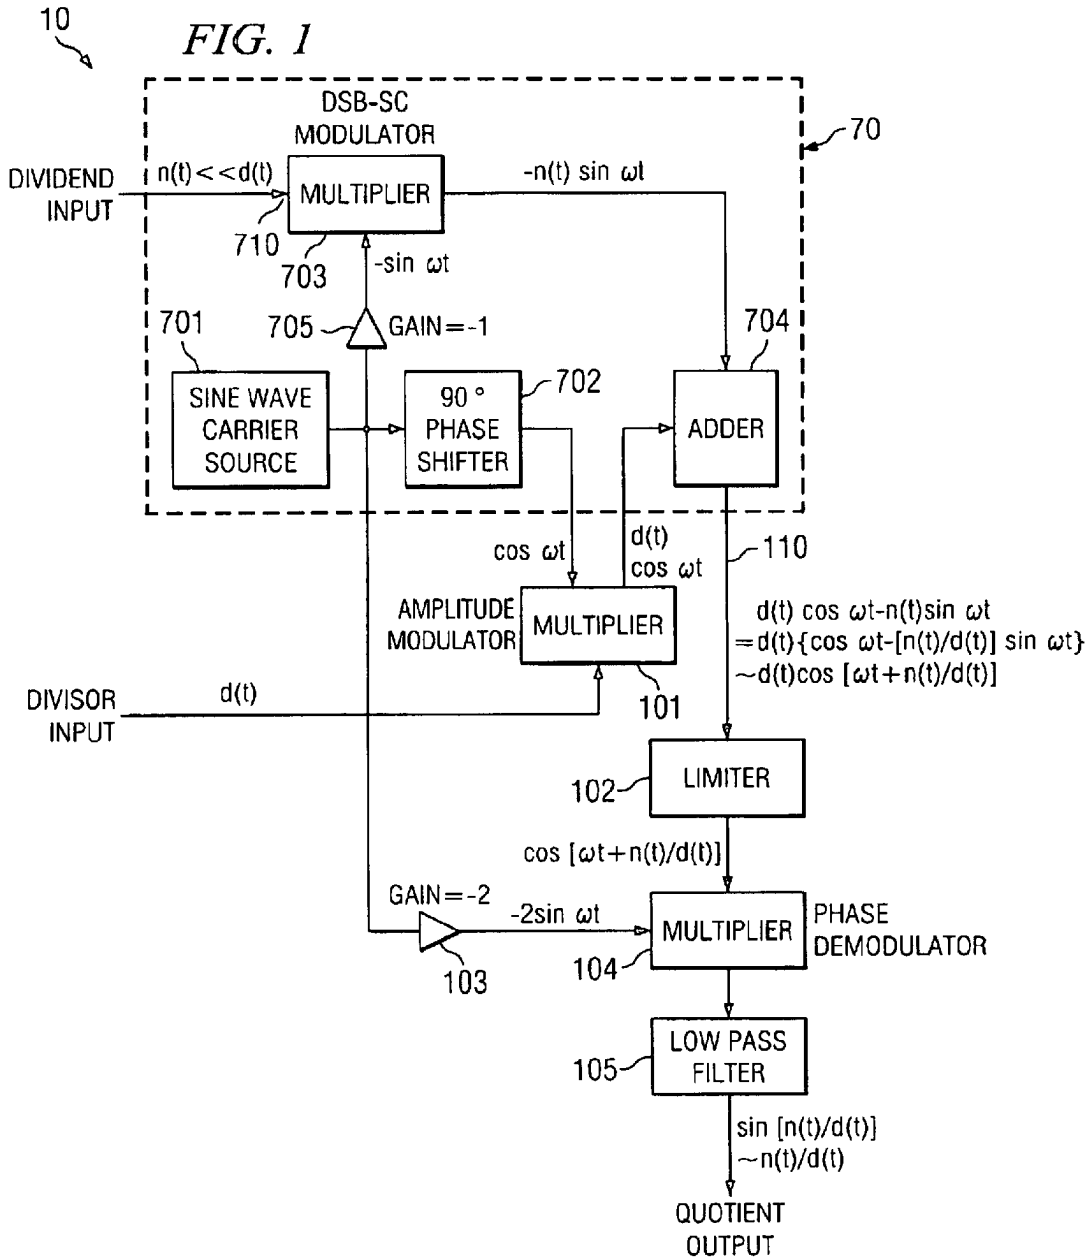 10
FIG. 1
DSB-SC
MODULATOR
70
DIVIDEND
INPUT
n(t)<<d(t)
MULTIPLIER
-n(t) sin ωt
710
703
-sin ωt
701
705
GAIN=-1
704
SINE WAVE
CARRIER
SOURCE
90°
PHASE
SHIFTER
702
ADDER
cos ωt
d(t)
cos ωt
110
AMPLITUDE
MODULATOR
MULTIPLIER
d(t) cos ωt-n(t)sin ωt
=d(t){cos ωt-[n(t)/d(t)] sin ωt}
~d(t)cos [ωt+n(t)/d(t)]
DIVISOR
INPUT
d(t)
101
LIMITER
102
cos [ωt+n(t)/d(t)]
GAIN=-2
-2sin ωt
103
MULTIPLIER
104
PHASE
DEMODULATOR
LOW PASS
FILTER
105
sin [n(t)/d(t)]
~n(t)/d(t)
QUOTIENT
OUTPUT